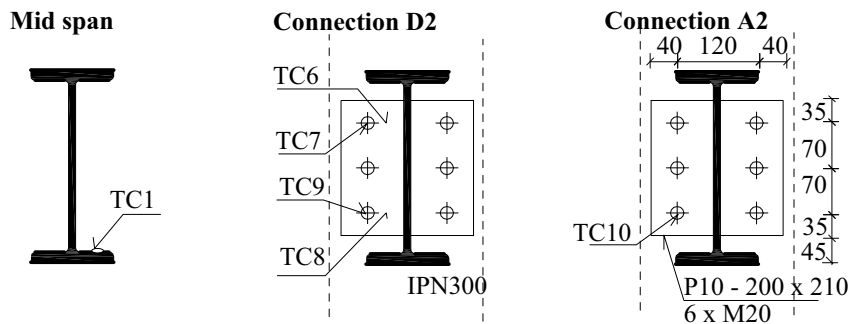 Mid span
Connection D2
Connection A2
40 120 40
TC6
TC7
TC9
TC8
TC1
TC10
35
70
70
35
45
IPN300
P10 - 200 x 210
6 x M20